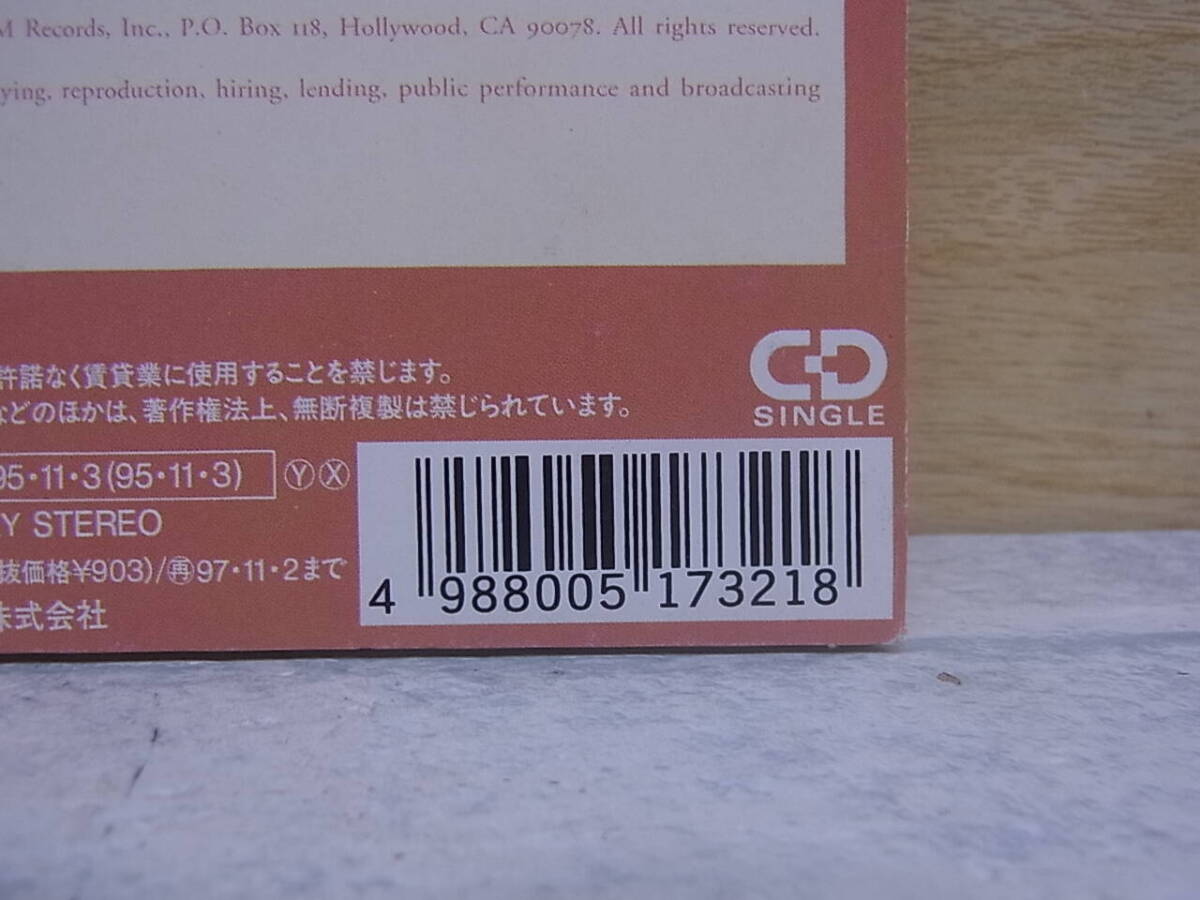 M Records, Inc., P.O. Box 118, Hollywood, CA 90078. All rights reserved.
ying, reproduction, hiring, lending, public performance and broadcasting
CD
SINGLE
許諾なく賃貸業に使用することを禁じます。
などのほかは、著作権法上、無断複製は禁じられています。
95・11・3(95・11・3) Ⓨ Ⓧ
Y STEREO
抜価格¥903)/再97・11・2まで
株式会社
4 988005 173218